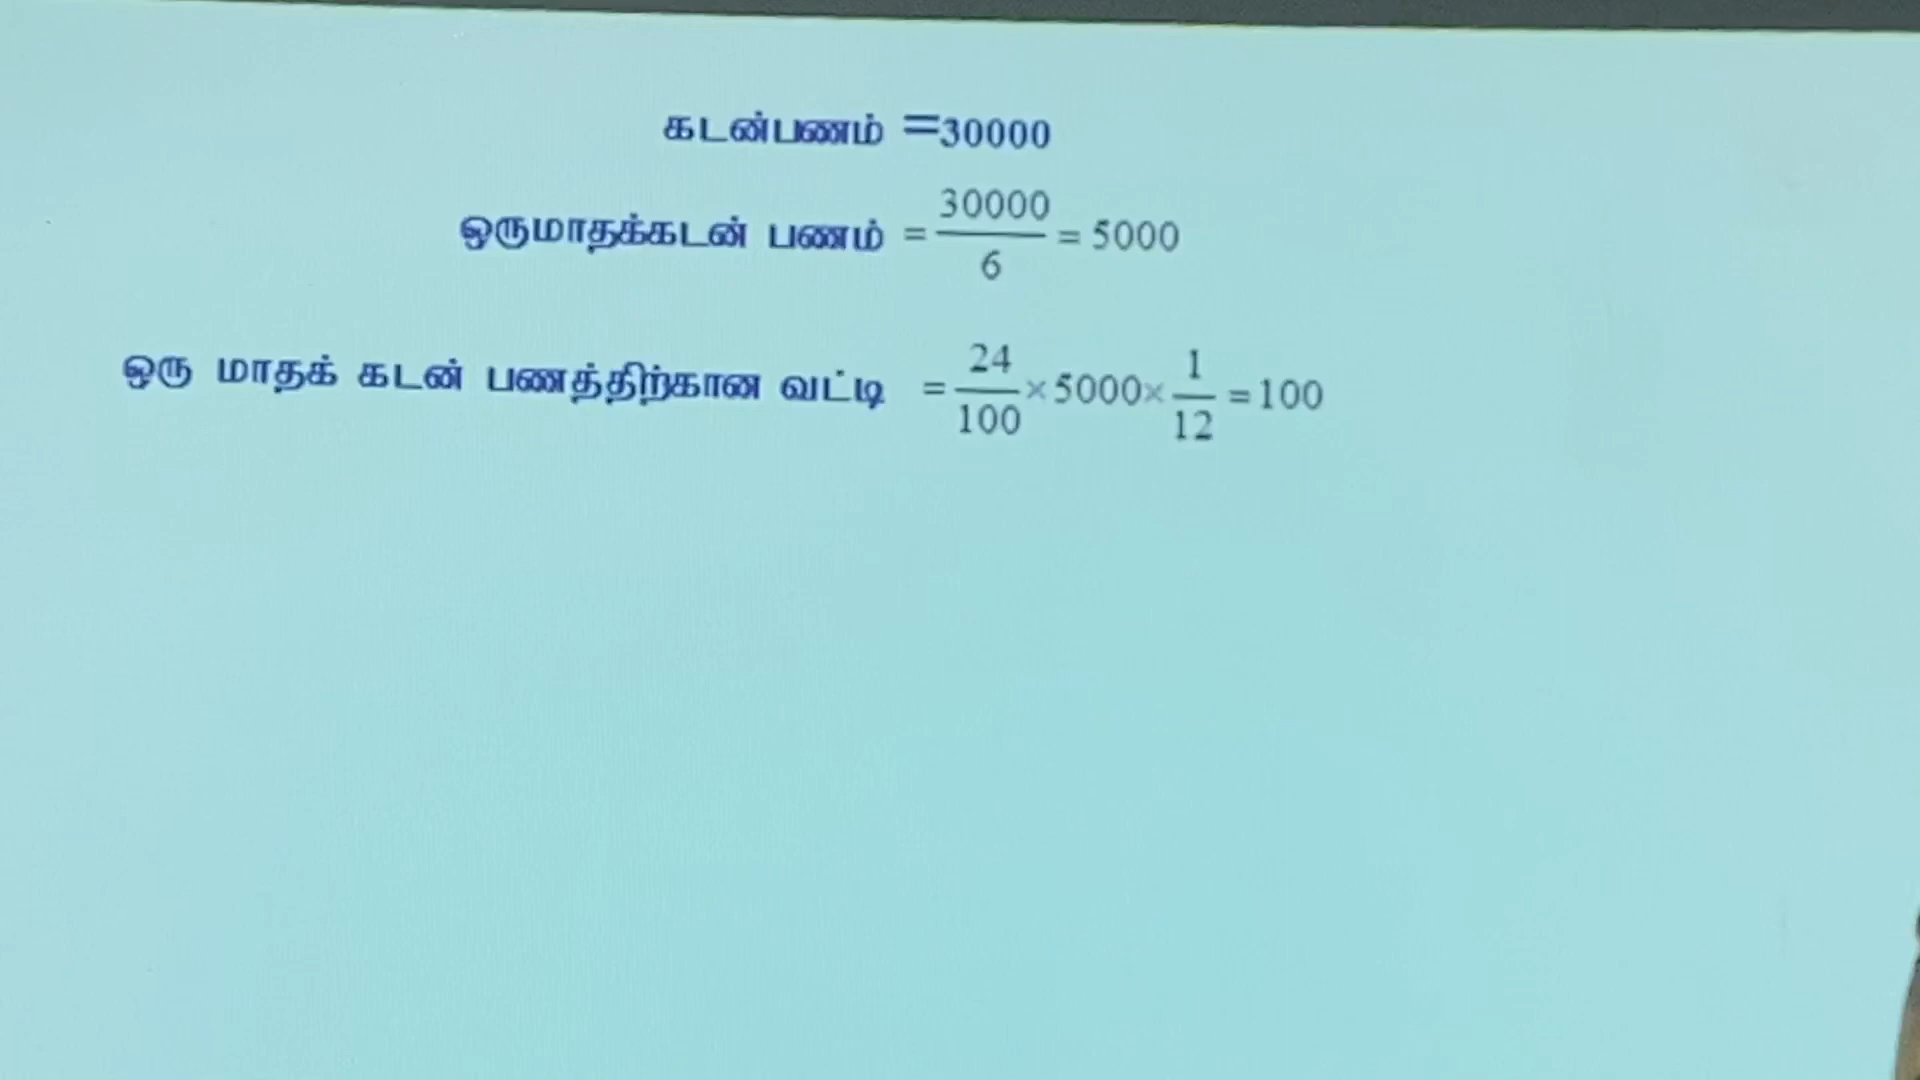 கடன்பணம் =30000
ஒருமாதக்கடன் பணம் = 30000/6 = 5000
ஒரு மாதக் கடன் பணத்திற்கான வட்டி = 24/100 × 5000 × 1/12 = 100